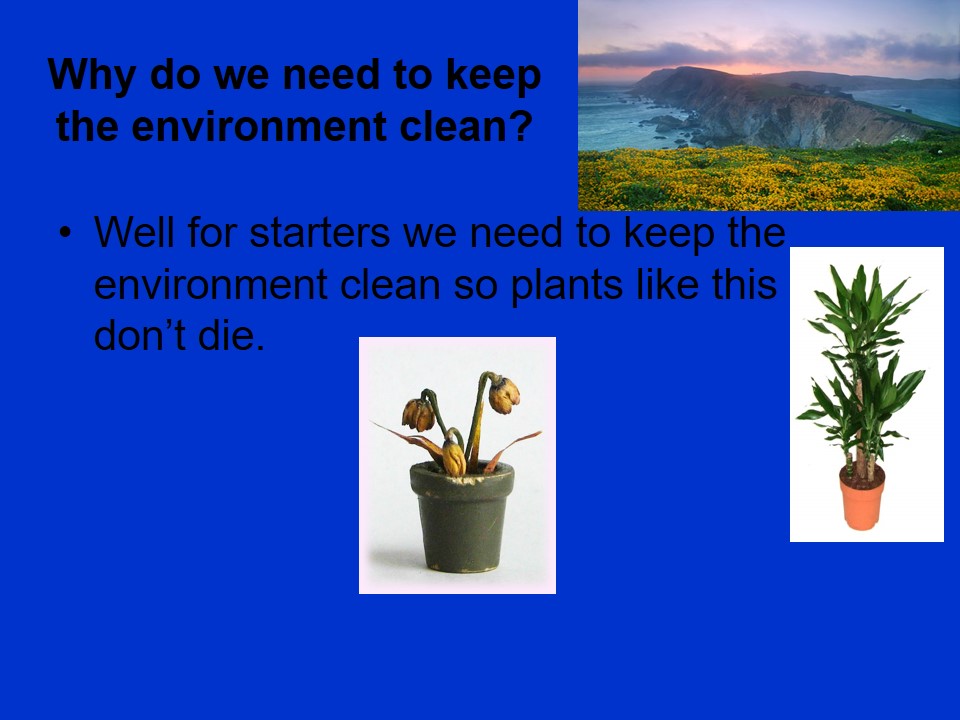 Why do we need to keep
the environment clean?
• Well for starters we need to keep the
environment clean so plants like this
don’t die.